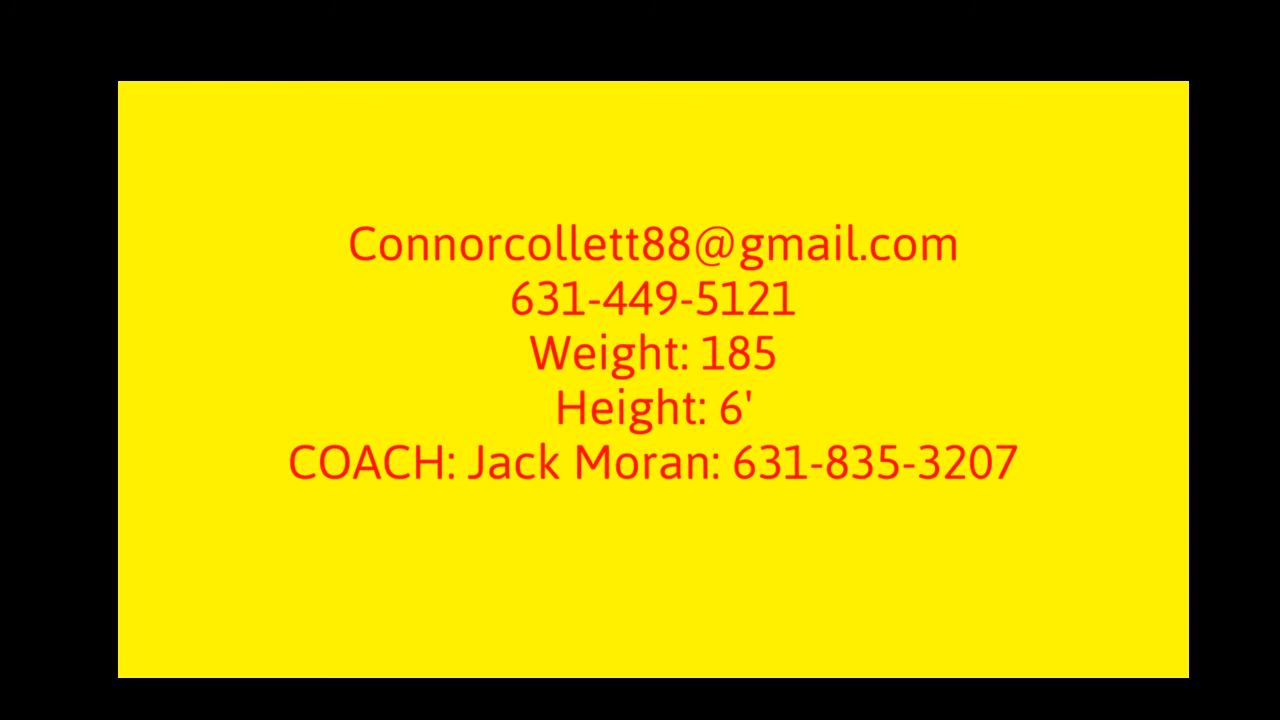 Connorcollett88@gmail.com
631-449-5121
Weight: 185
Height: 6'
COACH: Jack Moran: 631-835-3207